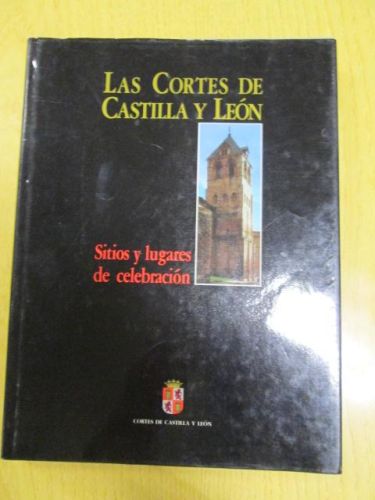 LAS CORTES DE
CASTILLA Y LEÓN
Sitios y lugares
de celebración
CORTES DE CASTILLA Y LEÓN